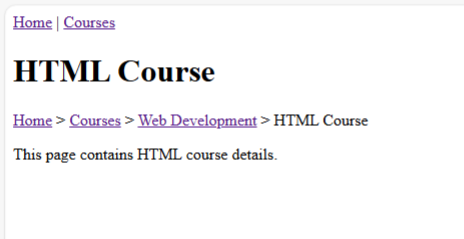 Home | Courses
HTML Course
Home > Courses > Web Development > HTML Course
This page contains HTML course details.